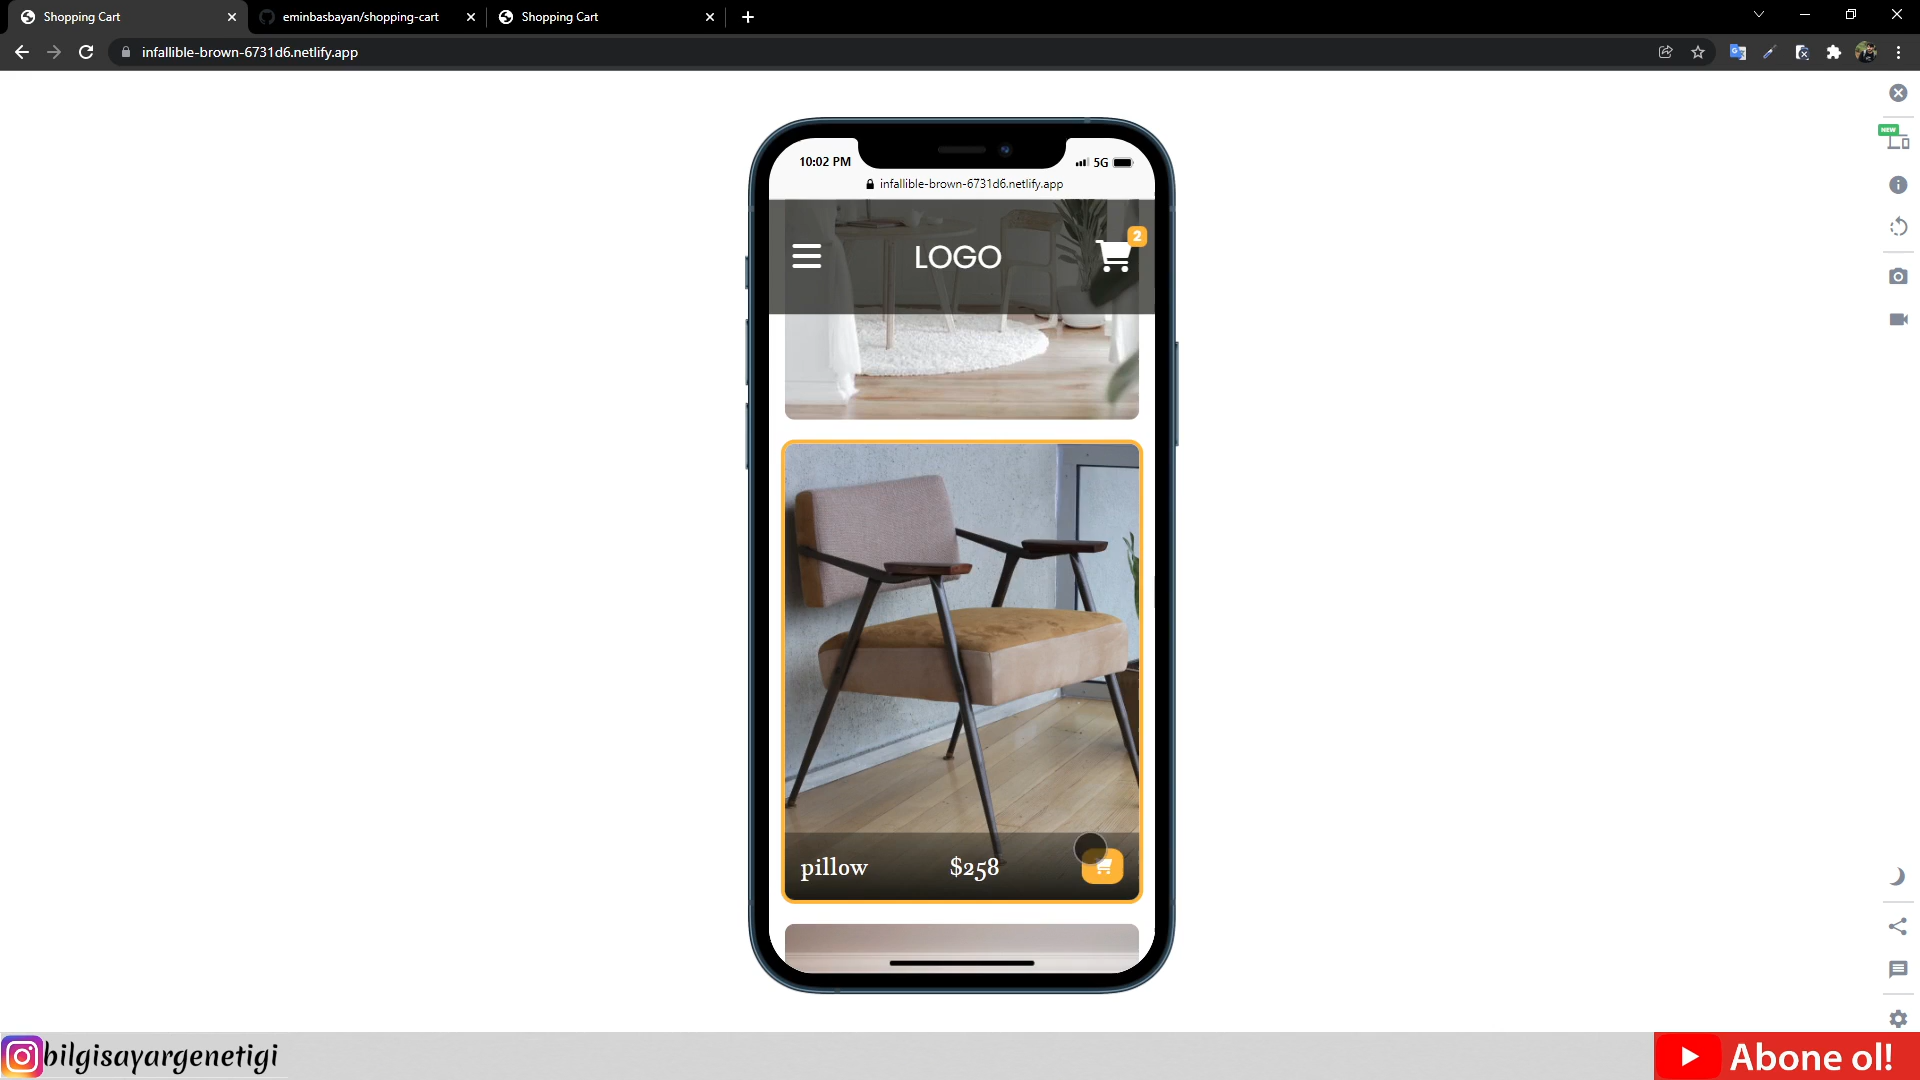 Shopping Cart
eminbasbayan/shopping-cart
Shopping Cart
infallible-brown-6731d6.netlify.app
NEW
10:02 PM
5G
infallible-brown-6731d6.netlify.app
LOGO
2
pillow
$258
bilgisayargenetigi
Abone ol!